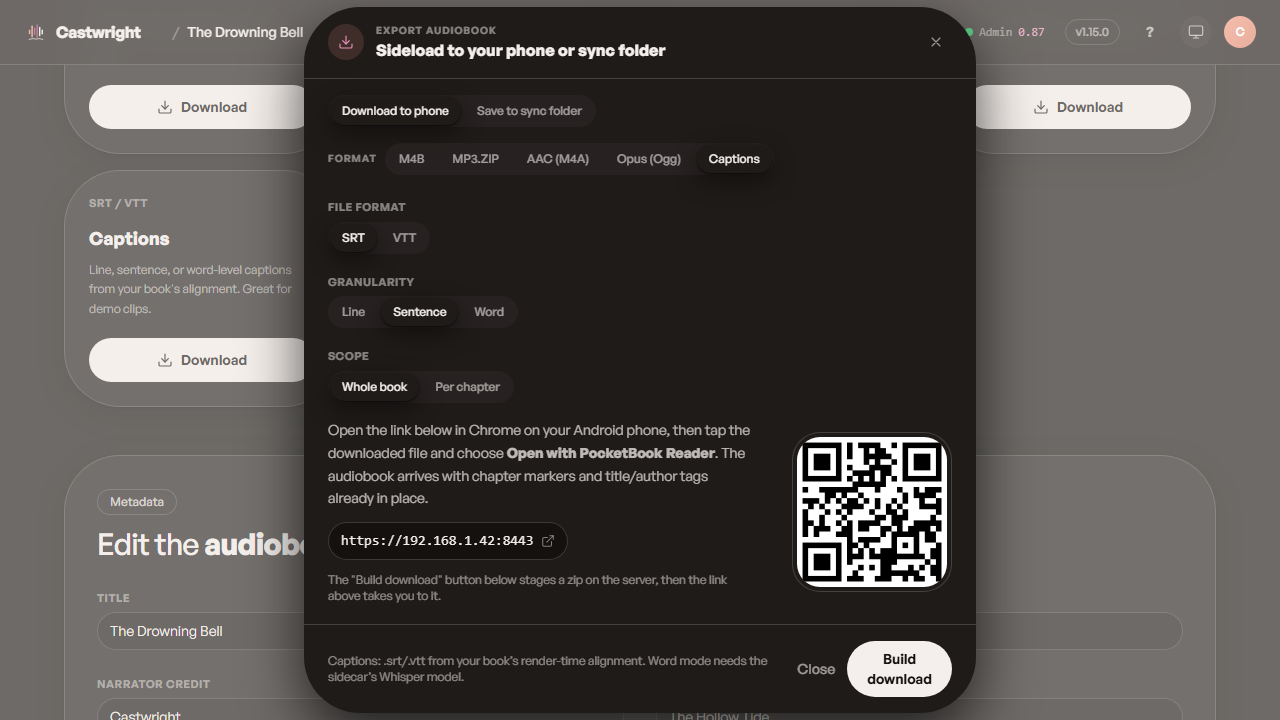 Castwright / The Drowning Bell
Admin 0.87 v1.15.0 ? C
EXPORT AUDIOBOOK
Sideload to your phone or sync folder
Download to phone Save to sync folder
FORMAT M4B MP3.ZIP AAC (M4A) Opus (Ogg) Captions
FILE FORMAT
SRT VTT
GRANULARITY
Line Sentence Word
SCOPE
Whole book Per chapter
Open the link below in Chrome on your Android phone, then tap the
downloaded file and choose Open with PocketBook Reader. The
audiobook arrives with chapter markers and title/author tags
already in place.
https://192.168.1.42:8443
The "Build download" button below stages a zip on the server, then the link
above takes you to it.
Captions: .srt/.vtt from your book's render-time alignment. Word mode needs the
sidecar's Whisper model.
Close
Build
download
Download
Download
SRT / VTT
Captions
Line, sentence, or word-level captions
from your book's alignment. Great for
demo clips.
Download
Metadata
Edit the
TITLE
The Drowning Bell
NARRATOR CREDIT
Castwright
The Hollow Tide